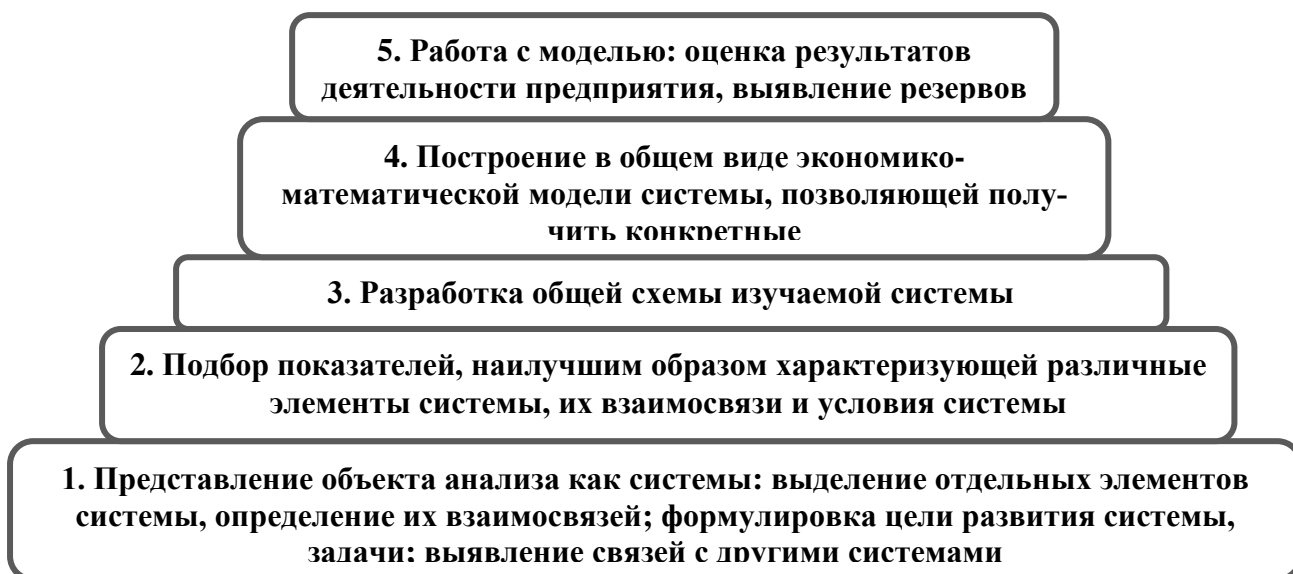 5. Работа с моделью: оценка результатов
деятельности предприятия, выявление резервов
4. Построение в общем виде экономико-
математической модели системы, позволяющей полу-
чить конкретные
3. Разработка общей схемы изучаемой системы
2. Подбор показателей, наилучшим образом характеризующей различные
элементы системы, их взаимосвязи и условия системы
1. Представление объекта анализа как системы: выделение отдельных элементов
системы, определение их взаимосвязей; формулировка цели развития системы,
задачи; выявление связей с другими системами